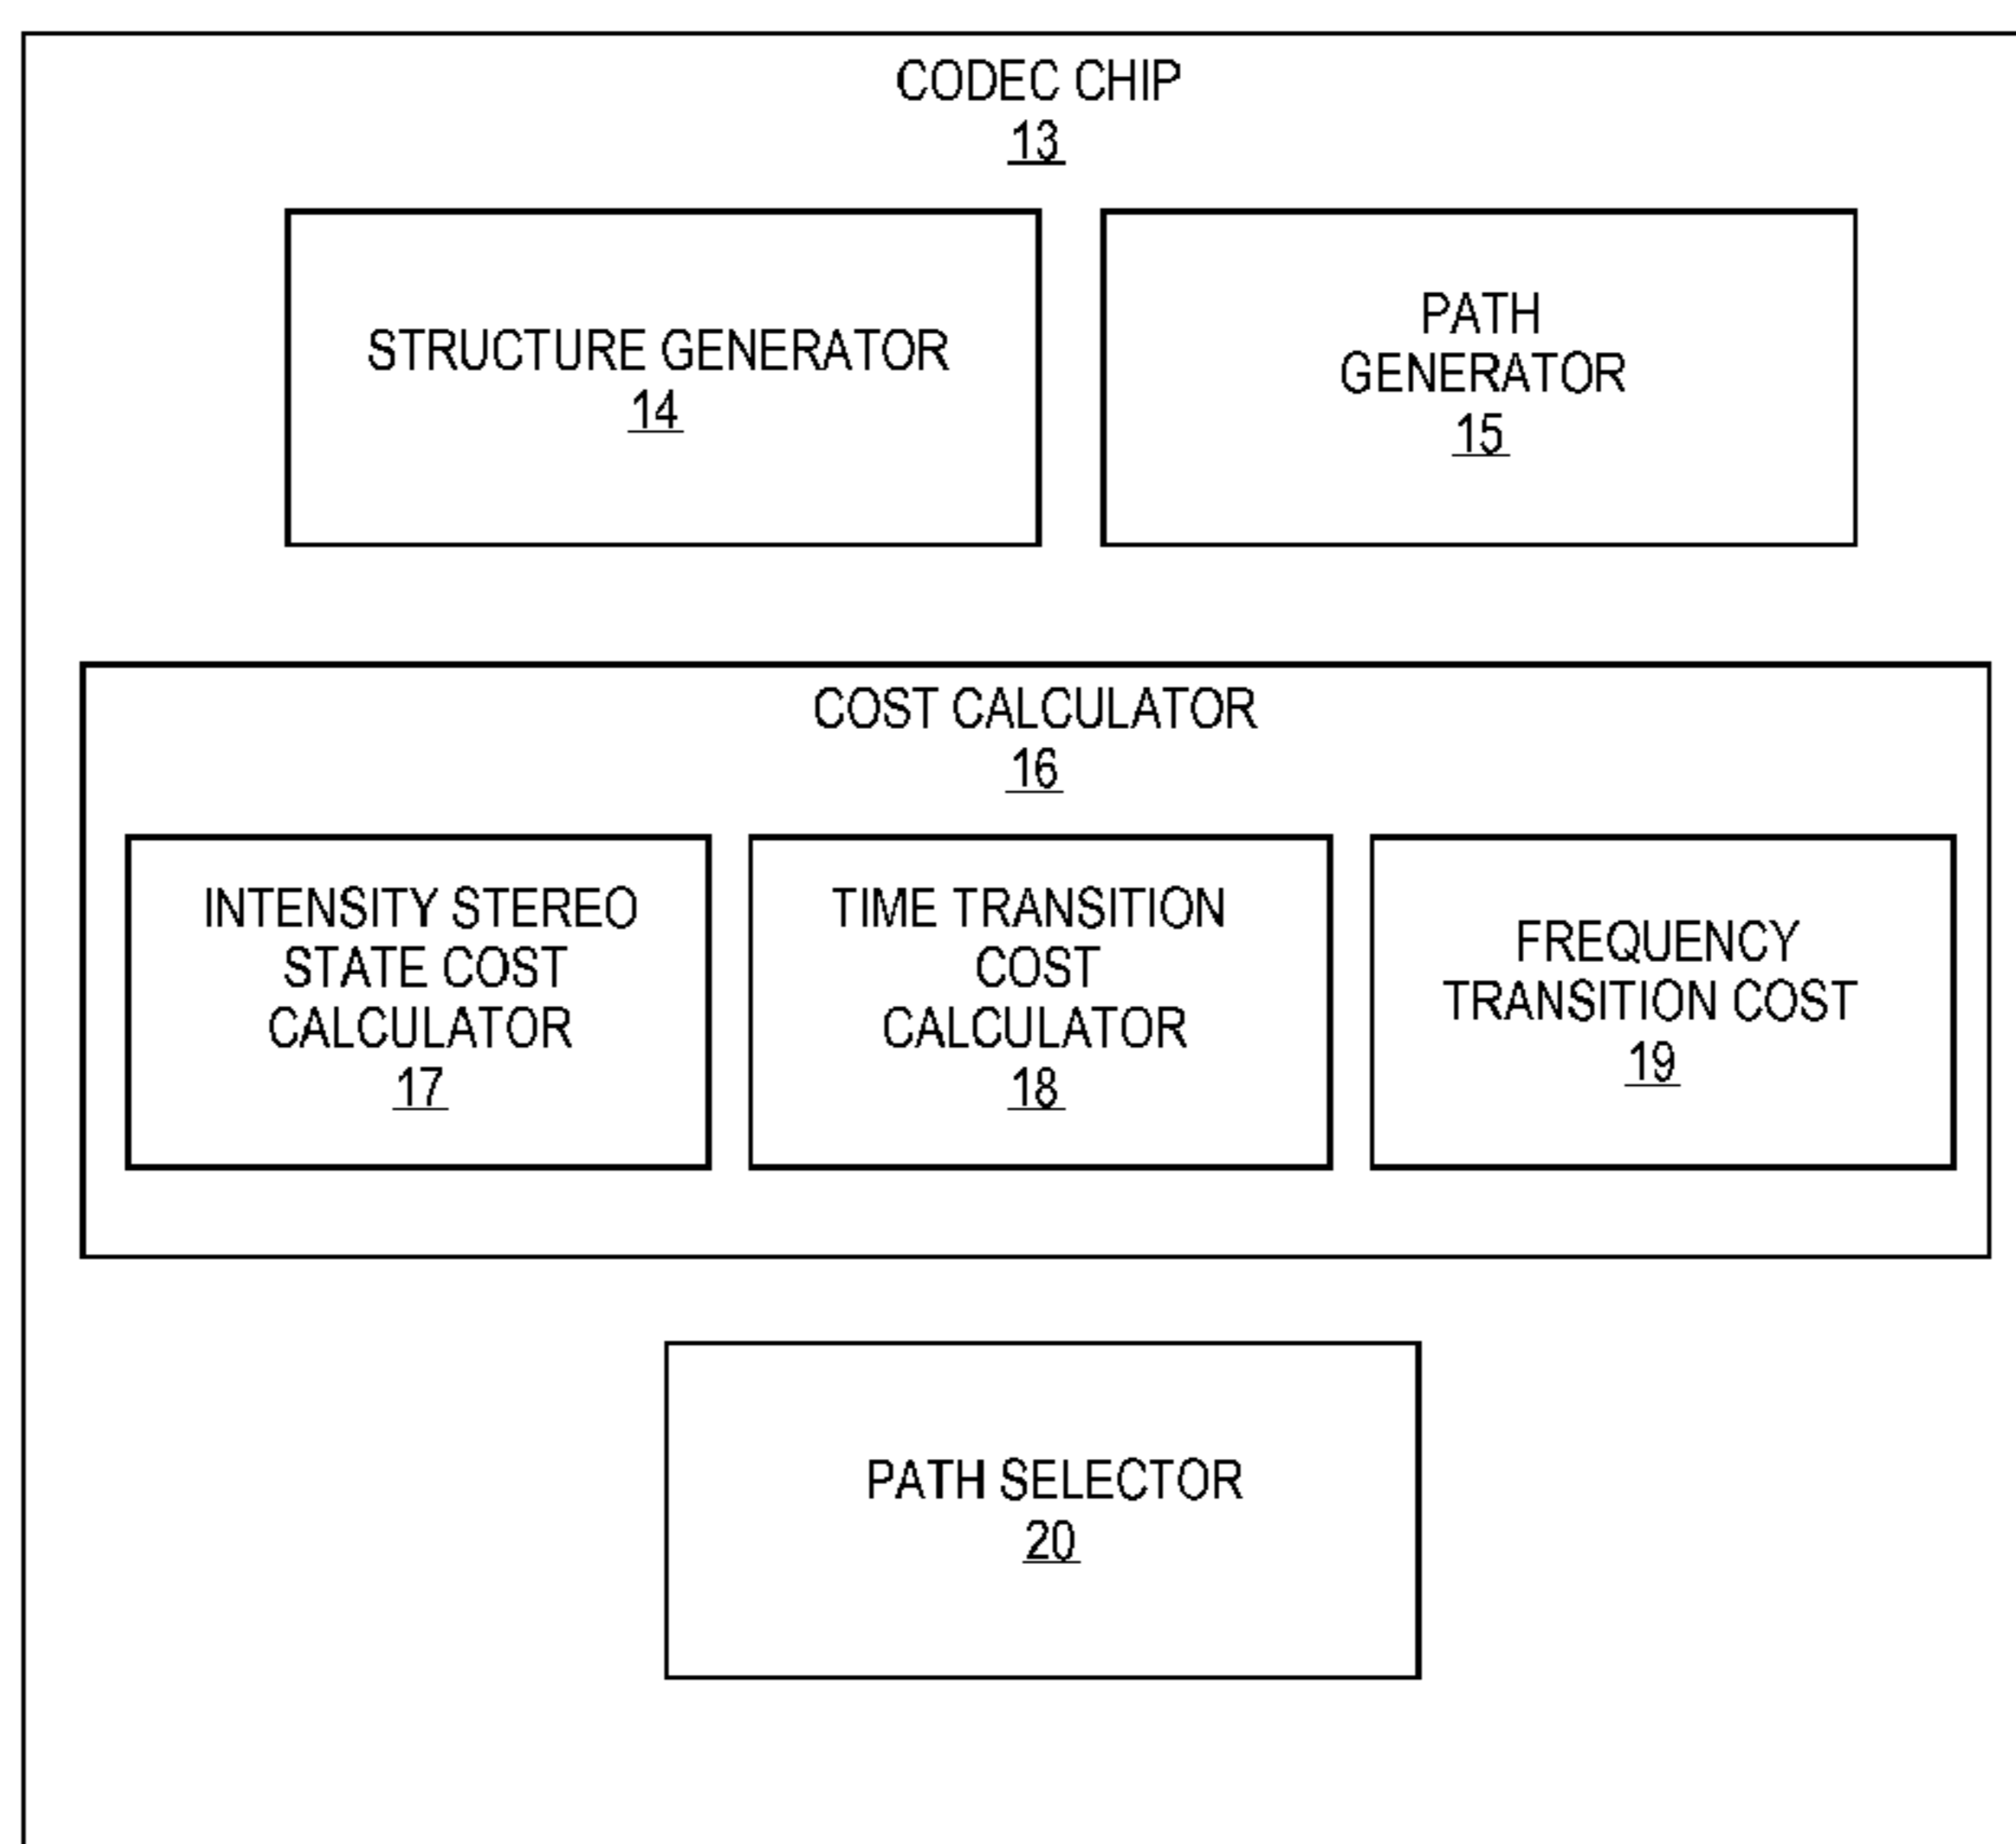 CODEC CHIP
13
STRUCTURE GENERATOR
14
PATH
GENERATOR
15
COST CALCULATOR
16
INTENSITY STEREO
STATE COST
CALCULATOR
17
TIME TRANSITION
COST
CALCULATOR
18
FREQUENCY
TRANSITION COST
19
PATH SELECTOR
20